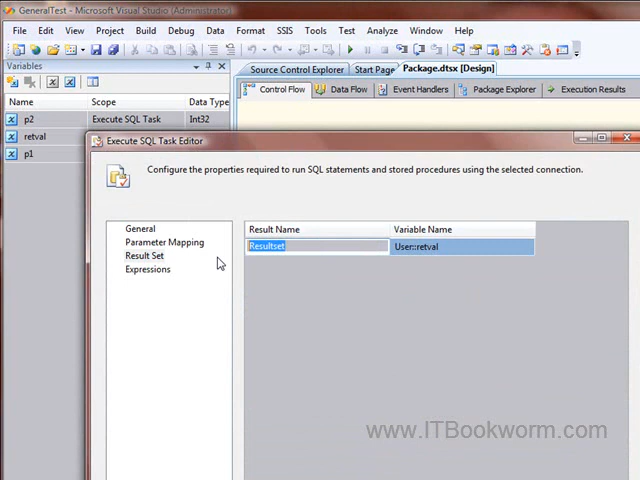 GeneralTest - Microsoft Visual Studio (Administrator)
File Edit View Project Build Debug Data Format SSIS Tools Test Analyze Window Help
Variables
Source Control Explorer Start Page Package.dtsx [Design]
Control Flow Data Flow Event Handlers Package Explorer Execution Results
Name Scope Data Type
p2 Execute SQL Task Int32
retval
p1
Execute SQL Task Editor
Configure the properties required to run SQL statements and stored procedures using the selected connection.
General
Parameter Mapping
Result Set
Expressions
Result Name Variable Name
Resultset User::retval
www.ITBookworm.com